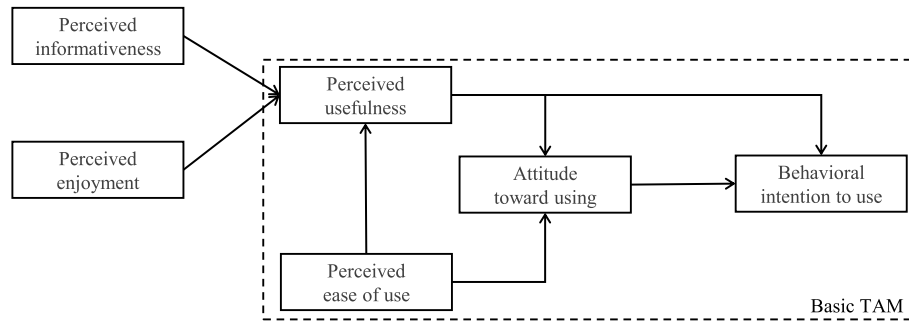 Perceived
informativeness
Perceived
usefulness
Perceived
enjoyment
Attitude
toward using
Behavioral
intention to use
Perceived
ease of use
Basic TAM